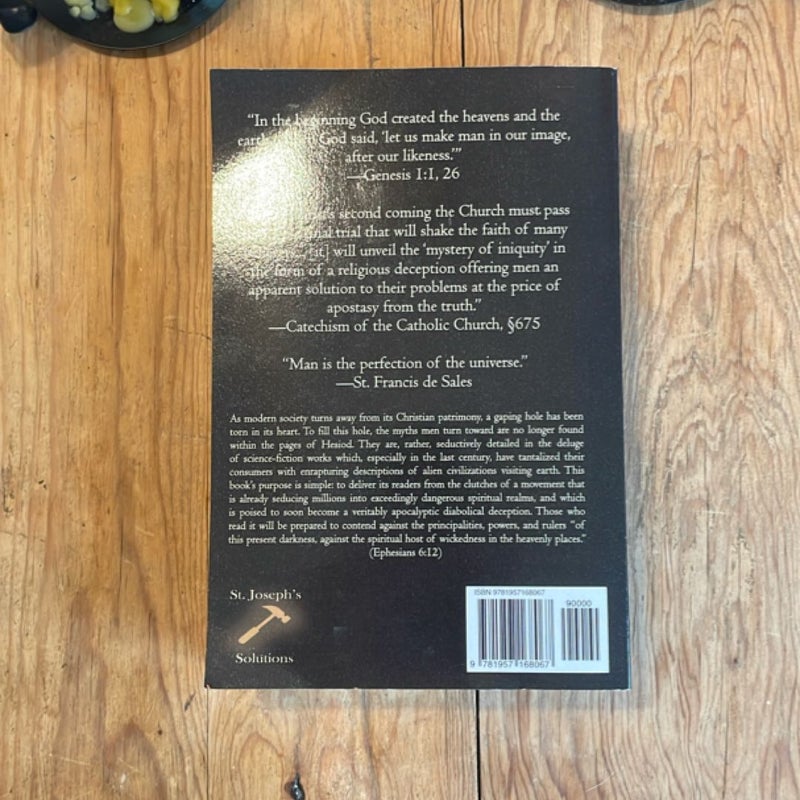 “In the beginning God created the heavens and the
earth God said, ‘let us make man in our image,
after our likeness.’”
—Genesis 1:1, 26
second coming the Church must pass
trial that will shake the faith of many
will unveil the ‘mystery of iniquity’ in
the form of a religious deception offering men an
apparent solution to their problems at the price of
apostasy from the truth.”
—Catechism of the Catholic Church, §675
“Man is the perfection of the universe.”
—St. Francis de Sales
As modern society turns away from its Christian patrimony, a gaping hole has been
torn in its heart. To fill this hole, the myths men turn toward are no longer found
within the pages of Hesiod. They are, rather, seductively detailed in the deluge
of science-fiction works which, especially in the last century, have tantalized their
consumers with enrapturing descriptions of alien civilizations visiting earth. This
book’s purpose is simple: to deliver its readers from the clutches of a movement that
is already seducing millions into exceedingly dangerous spiritual realms, and which
is poised to soon become a veritably apocalyptic diabolical deception. Those who
read it will be prepared to contend against the principalities, powers, and rulers “of
this present darkness, against the spiritual host of wickedness in the heavenly places.”
(Ephesians 6:12)
St. Joseph’s
Solutions
ISBN 9781957168067
90000
9 781957 168067